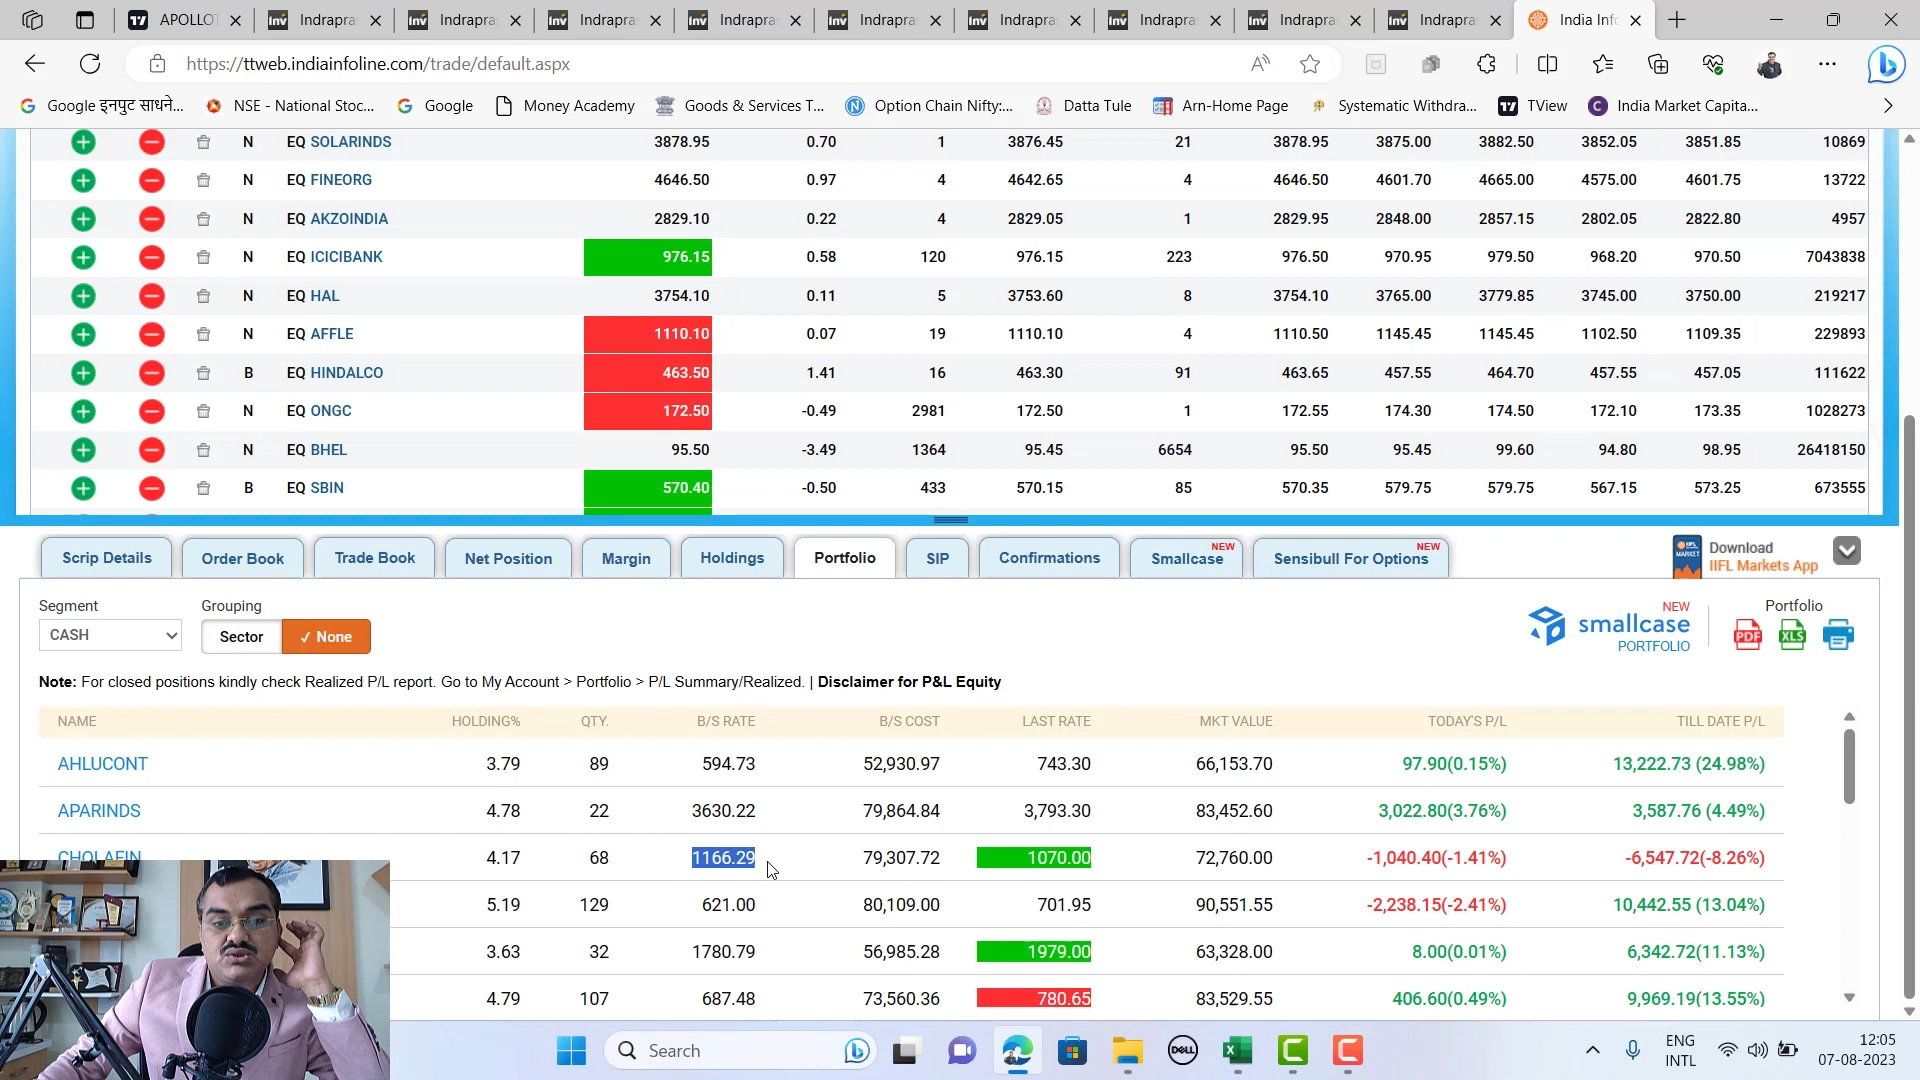 APOLLOT
Indrapras
Indrapras
Indrapras
Indrapras
Indrapras
Indrapras
Indrapras
Indrapras
Indrapras
India Info
https://ttweb.indiainfoline.com/trade/default.aspx
Google इनपुट साधने...
NSE - National Stoc...
Google
Money Academy
Goods & Services T...
Option Chain Nifty:...
Datta Tule
Arn-Home Page
Systematic Withdra...
TView
India Market Capita...
N EQ SOLARINDS 3878.95 0.70 1 3876.45 21 3878.95 3875.00 3882.50 3852.05 3851.85 10869
N EQ FINEORG 4646.50 0.97 4 4642.65 4 4646.50 4601.70 4665.00 4575.00 4601.75 13722
N EQ AKZOINDIA 2829.10 0.22 4 2829.05 1 2829.95 2848.00 2857.15 2802.05 2822.80 4957
N EQ ICICIBANK 976.15 0.58 120 976.15 223 976.50 970.95 979.50 968.20 970.50 7043838
N EQ HAL 3754.10 0.11 5 3753.60 8 3754.10 3765.00 3779.85 3745.00 3750.00 219217
N EQ AFFLE 1110.10 0.07 19 1110.10 4 1110.50 1145.45 1145.45 1102.50 1109.35 229893
B EQ HINDALCO 463.50 1.41 16 463.30 91 463.65 457.55 464.70 457.55 457.05 111622
N EQ ONGC 172.50 -0.49 2981 172.50 1 172.55 174.30 174.50 172.10 173.35 1028273
N EQ BHEL 95.50 -3.49 1364 95.45 6654 95.50 95.45 99.60 94.80 98.95 26418150
B EQ SBIN 570.40 -0.50 433 570.15 85 570.35 579.75 579.75 567.15 573.25 673555
Scrip Details
Order Book
Trade Book
Net Position
Margin
Holdings
Portfolio
SIP
Confirmations
Smallcase NEW
Sensibull For Options NEW
Download
IIFL Markets App
Segment
CASH
Grouping
Sector ✓ None
NEW
smallcase
PORTFOLIO
Portfolio
PDF XLS
Note: For closed positions kindly check Realized P/L report. Go to My Account > Portfolio > P/L Summary/Realized. | Disclaimer for P&L Equity
NAME HOLDING% QTY. B/S RATE B/S COST LAST RATE MKT VALUE TODAY'S P/L TILL DATE P/L
AHLUCONT 3.79 89 594.73 52,930.97 743.30 66,153.70 97.90(0.15%) 13,222.73 (24.98%)
APARINDS 4.78 22 3630.22 79,864.84 3,793.30 83,452.60 3,022.80(3.76%) 3,587.76 (4.49%)
CHOLAFIN 4.17 68 1166.29 79,307.72 1070.00 72,760.00 -1,040.40(-1.41%) -6,547.72(-8.26%)
5.19 129 621.00 80,109.00 701.95 90,551.55 -2,238.15(-2.41%) 10,442.55 (13.04%)
3.63 32 1780.79 56,985.28 1979.00 63,328.00 8.00(0.01%) 6,342.72(11.13%)
4.79 107 687.48 73,560.36 780.65 83,529.55 406.60(0.49%) 9,969.19(13.55%)
Search
DELL
ENG
INTL
12:05
07-08-2023